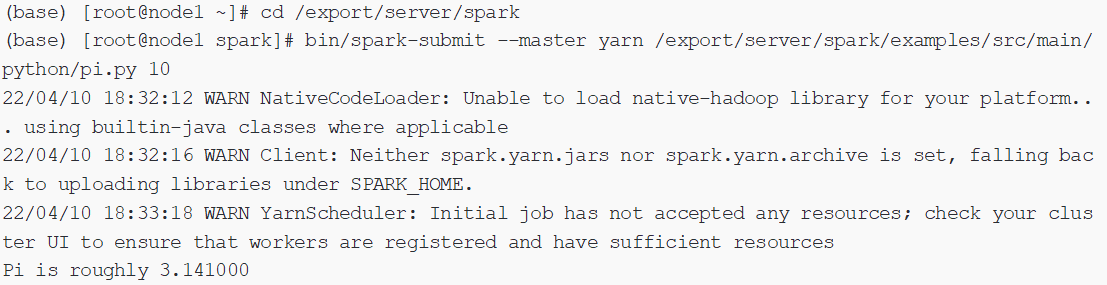 (base) [root@node1 ~]# cd /export/server/spark
(base) [root@node1 spark]# bin/spark-submit --master yarn /export/server/spark/examples/src/main/
python/pi.py 10
22/04/10 18:32:12 WARN NativeCodeLoader: Unable to load native-hadoop library for your platform..
. using builtin-java classes where applicable
22/04/10 18:32:16 WARN Client: Neither spark.yarn.jars nor spark.yarn.archive is set, falling bac
k to uploading libraries under SPARK_HOME.
22/04/10 18:33:18 WARN YarnScheduler: Initial job has not accepted any resources; check your clus
ter UI to ensure that workers are registered and have sufficient resources
Pi is roughly 3.141000